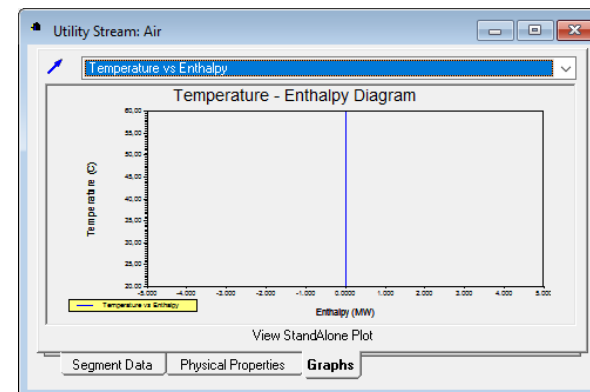 Utility Stream: Air
Temperature vs Enthalpy
Temperature - Enthalpy Diagram
60.00
55.00
50.00
45.00
40.00
35.00
30.00
25.00
20.00
Temperature (C)
-5.000 -4.000 -3.000 -2.000 -1.000 0.0000 1.000 2.000 3.000 4.000 5.00
Temperature vs Enthalpy
Enthalpy (MW)
View StandAlone Plot
Segment Data Physical Properties Graphs